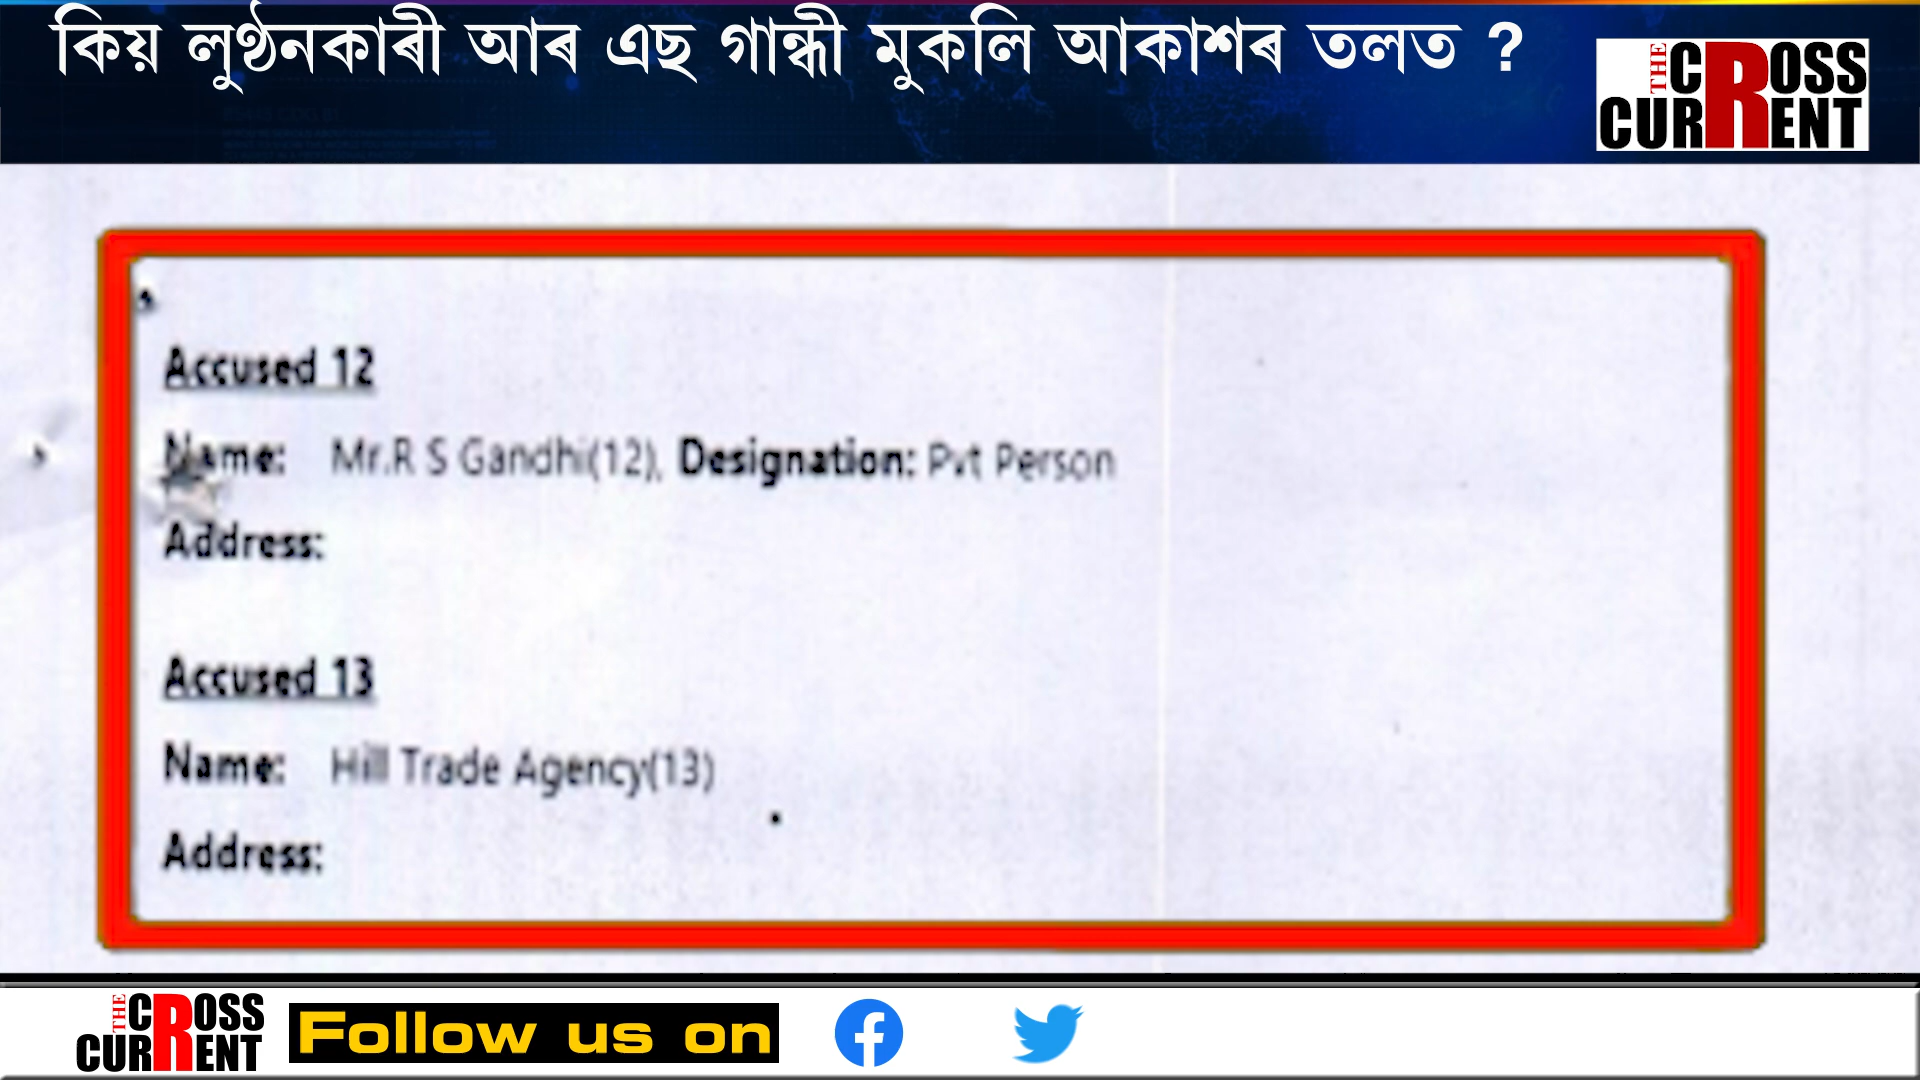 কিয় লুণ্ঠনকাৰী আৰ এছ গান্ধী মুকলি আকাশৰ তলত ?
THE CROSS CURRENT
Accused 12
Name: Mr.R S Gandhi(12), Designation: Pvt Person
Address:
Accused 13
Name: Hill Trade Agency(13)
Address:
THE CROSS CURRENT
Follow us on